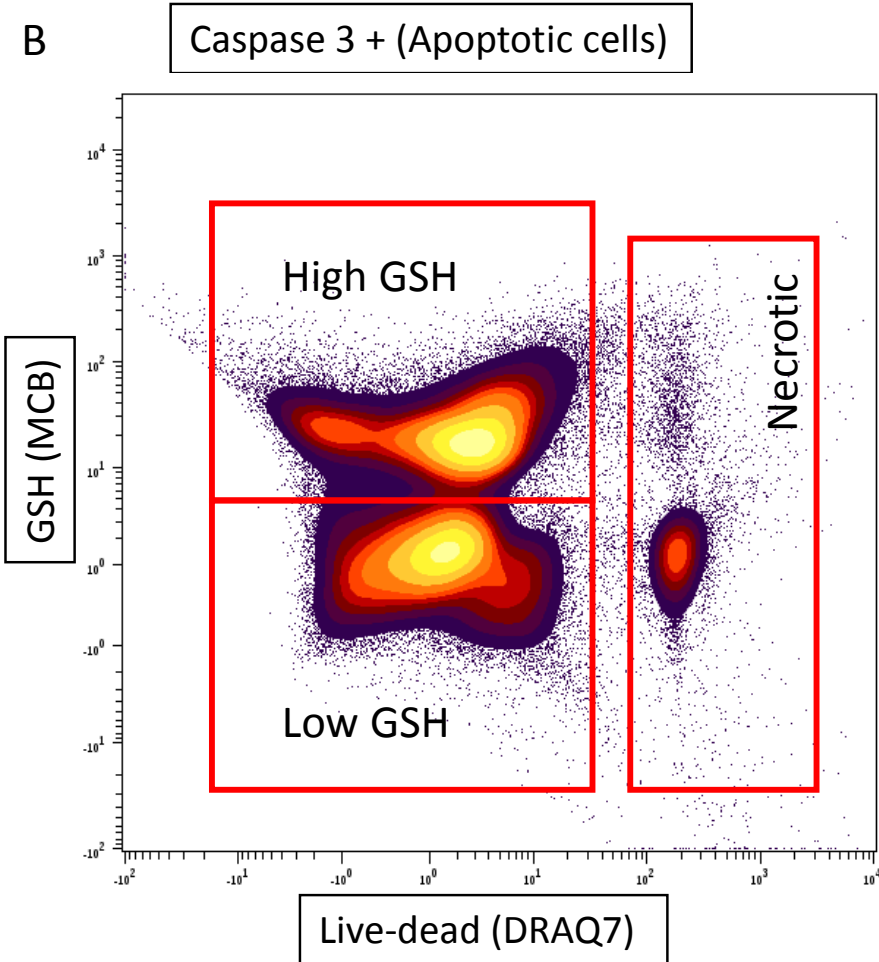 B
Caspase 3 + (Apoptotic cells)
10⁴
10³
10²
10¹
10⁰
-10⁰
-10¹
-10²
GSH (MCB)
High GSH
Low GSH
Necrotic
-10² -10¹ -10⁰ 10⁰ 10¹ 10² 10³ 10⁴
Live-dead (DRAQ7)